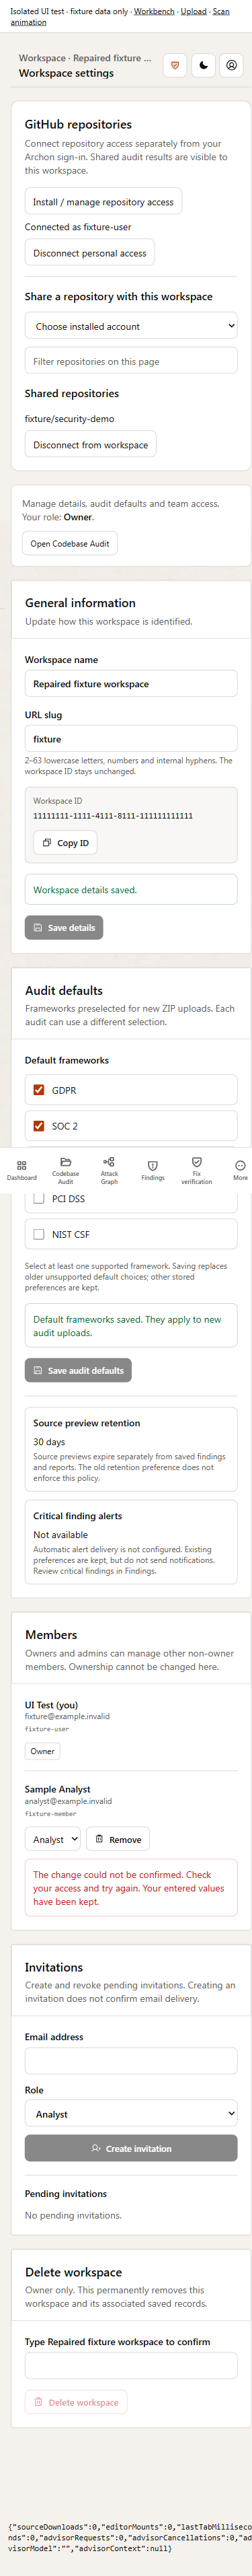 Isolated UI test · fixture data only · Workbench · Upload · Scan
animation
Workspace · Repaired fixture ...
Workspace settings
GitHub repositories
Connect repository access separately from your
Archon sign-in. Shared audit results are visible to
this workspace.
Install / manage repository access
Connected as fixture-user
Disconnect personal access
Share a repository with this workspace
Choose installed account
Filter repositories on this page
Shared repositories
fixture/security-demo
Disconnect from workspace
Manage details, audit defaults and team access.
Your role: Owner.
Open Codebase Audit
General information
Update how this workspace is identified.
Workspace name
Repaired fixture workspace
URL slug
fixture
2–63 lowercase letters, numbers and internal hyphens. The
workspace ID stays unchanged.
Workspace ID
11111111-1111-4111-8111-111111111111
Copy ID
Workspace details saved.
Save details
Audit defaults
Frameworks preselected for new ZIP uploads. Each
audit can use a different selection.
Default frameworks
GDPR
SOC 2
Dashboard
Codebase
Audit
Attack
Graph
Findings
Fix
verification
More
PCI DSS
NIST CSF
Select at least one supported framework. Saving replaces
older unsupported default choices; other stored
preferences are kept.
Default frameworks saved. They apply to new
audit uploads.
Save audit defaults
Source preview retention
30 days
Source previews expire separately from saved findings
and reports. The old retention preference does not
enforce this policy.
Critical finding alerts
Not available
Automatic alert delivery is not configured. Existing
preferences are kept, but do not send notifications.
Review critical findings in Findings.
Members
Owners and admins can manage other non-owner
members. Ownership cannot be changed here.
UI Test (you)
fixture@example.invalid
fixture-user
Owner
Sample Analyst
analyst@example.invalid
fixture-member
Analyst
Remove
The change could not be confirmed. Check
your access and try again. Your entered values
have been kept.
Invitations
Create and revoke pending invitations. Creating an
invitation does not confirm email delivery.
Email address
Role
Analyst
Create invitation
Pending invitations
No pending invitations.
Delete workspace
Owner only. This permanently removes this
workspace and its associated saved records.
Type Repaired fixture workspace to confirm
Delete workspace
{"sourceDownloads":0,"editorMounts":0,"lastTabMilliseco
nds":0,"advisorRequests":0,"advisorCancellations":0,"ad
visorModel":"","advisorContext":null}